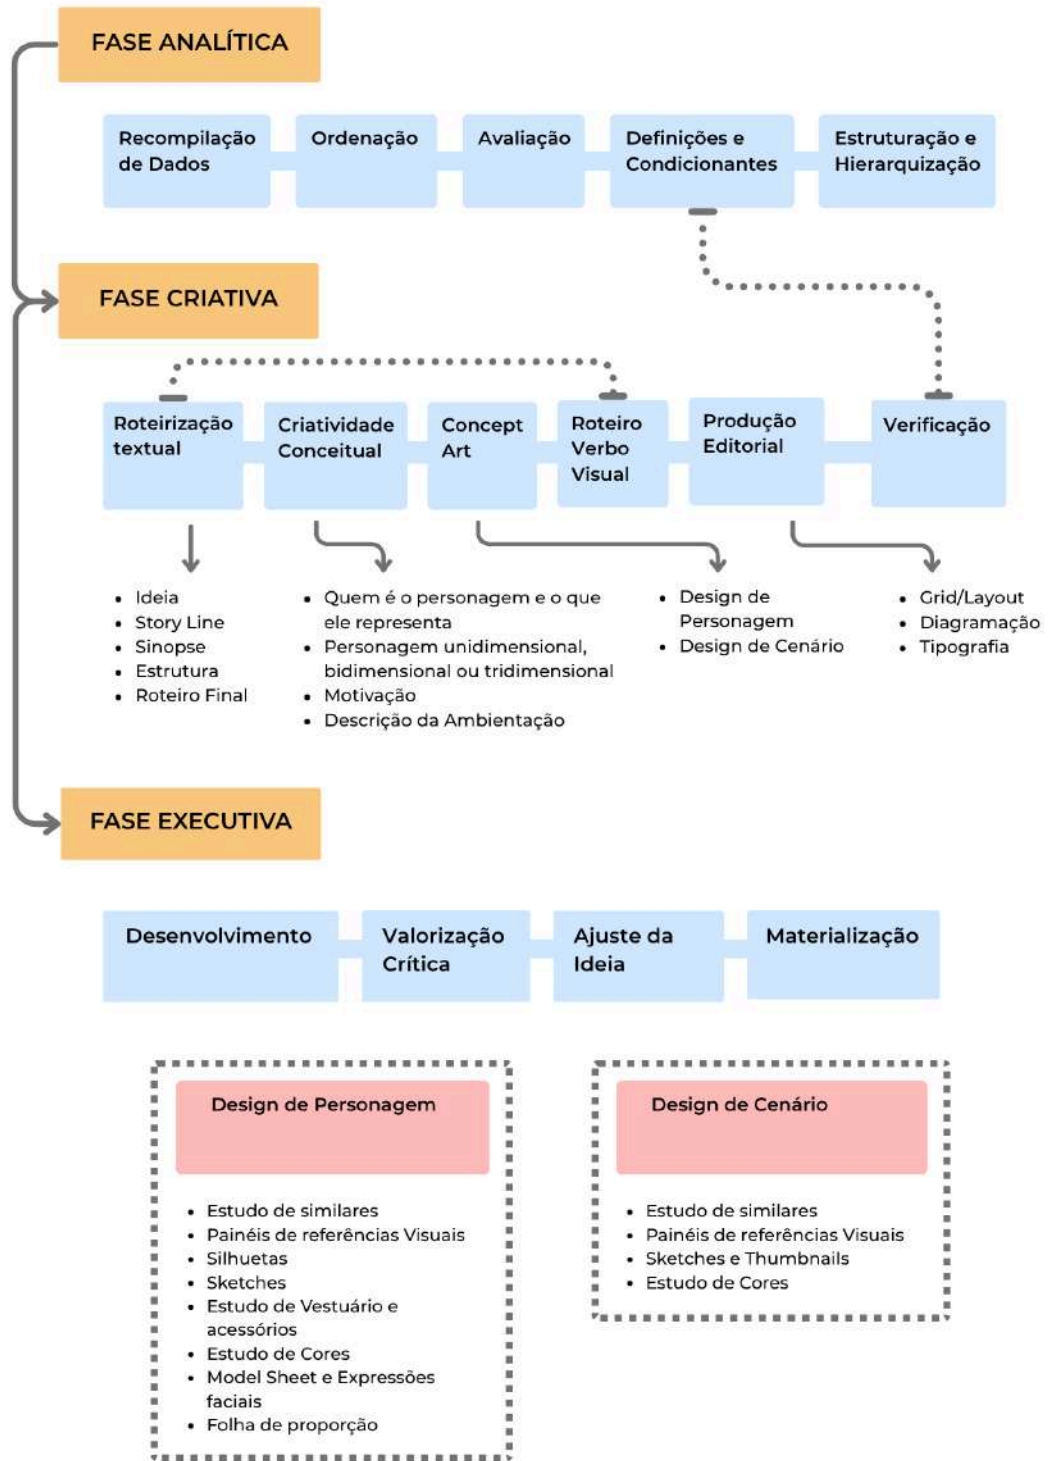 FASE ANALÍTICA
Recompilação
de Dados
Ordenação
Avaliação
Definições e
Condicionantes
Estruturação e
Hierarquização
FASE CRIATIVA
Roteirização
textual
Criatividade
Conceitual
Concept
Art
Roteiro
Verbo
Visual
Produção
Editorial
Verificação
• Ideia
• Story Line
• Sinopse
• Estrutura
• Roteiro Final
• Quem é o personagem e o que
ele representa
• Personagem unidimensional,
bidimensional ou tridimensional
• Motivação
• Descrição da Ambientação
• Design de
Personagem
• Design de Cenário
• Grid/Layout
• Diagramação
• Tipografia
FASE EXECUTIVA
Desenvolvimento
Valorização
Crítica
Ajuste da
Ideia
Materialização
Design de Personagem
• Estudo de similares
• Painéis de referências Visuais
• Silhuetas
• Sketches
• Estudo de Vestuário e
acessórios
• Estudo de Cores
• Model Sheet e Expressões
faciais
• Folha de proporção
Design de Cenário
• Estudo de similares
• Painéis de referências Visuais
• Sketches e Thumbnails
• Estudo de Cores